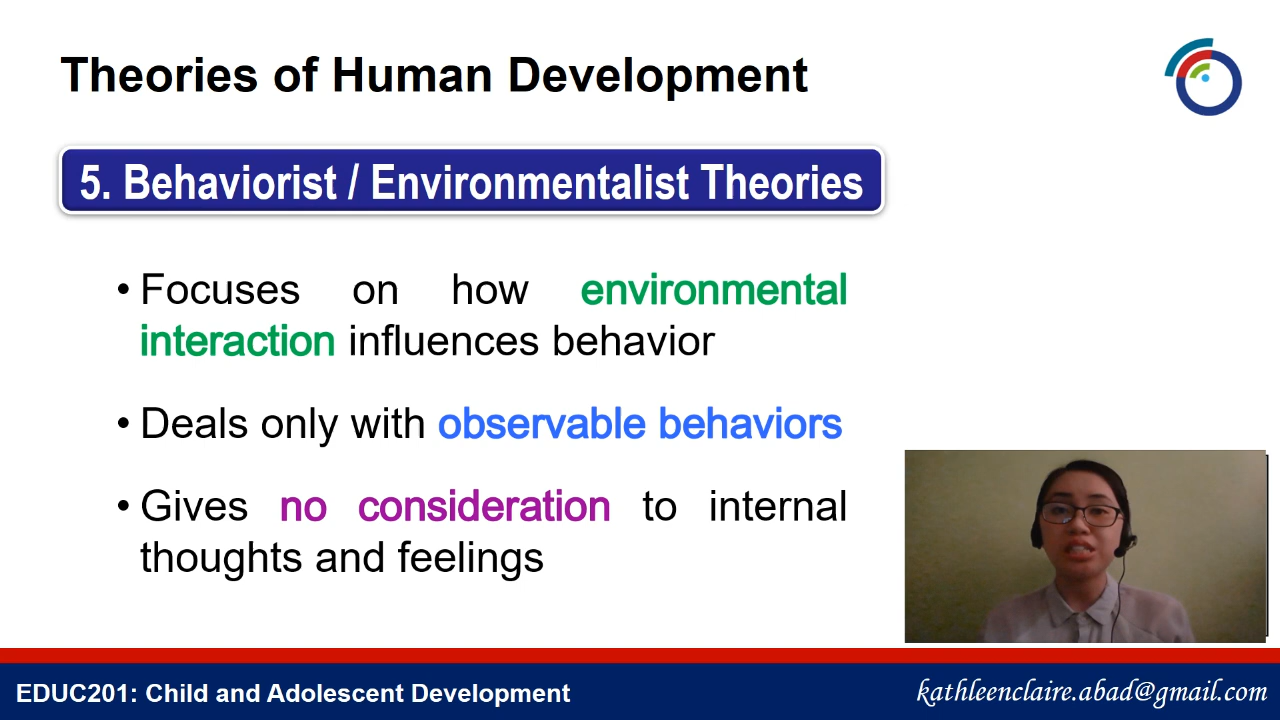 Theories of Human Development
5. Behaviorist / Environmentalist Theories
• Focuses on how environmental
interaction influences behavior
• Deals only with observable behaviors
• Gives no consideration to internal
thoughts and feelings
EDUC201: Child and Adolescent Development
kathleenclaire.abad@gmail.com